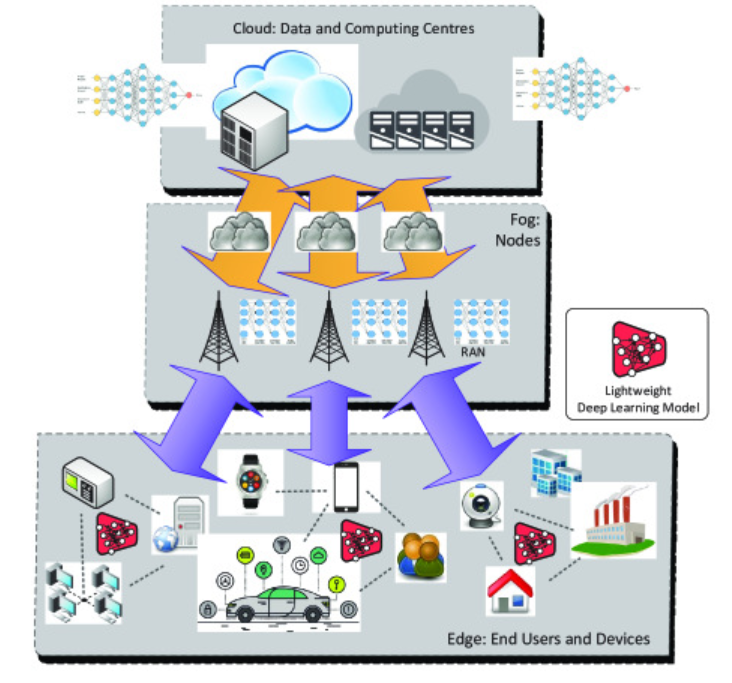 Cloud: Data and Computing Centres
Fog:
Nodes
RAN
Lightweight
Deep Learning Model
Edge: End Users and Devices